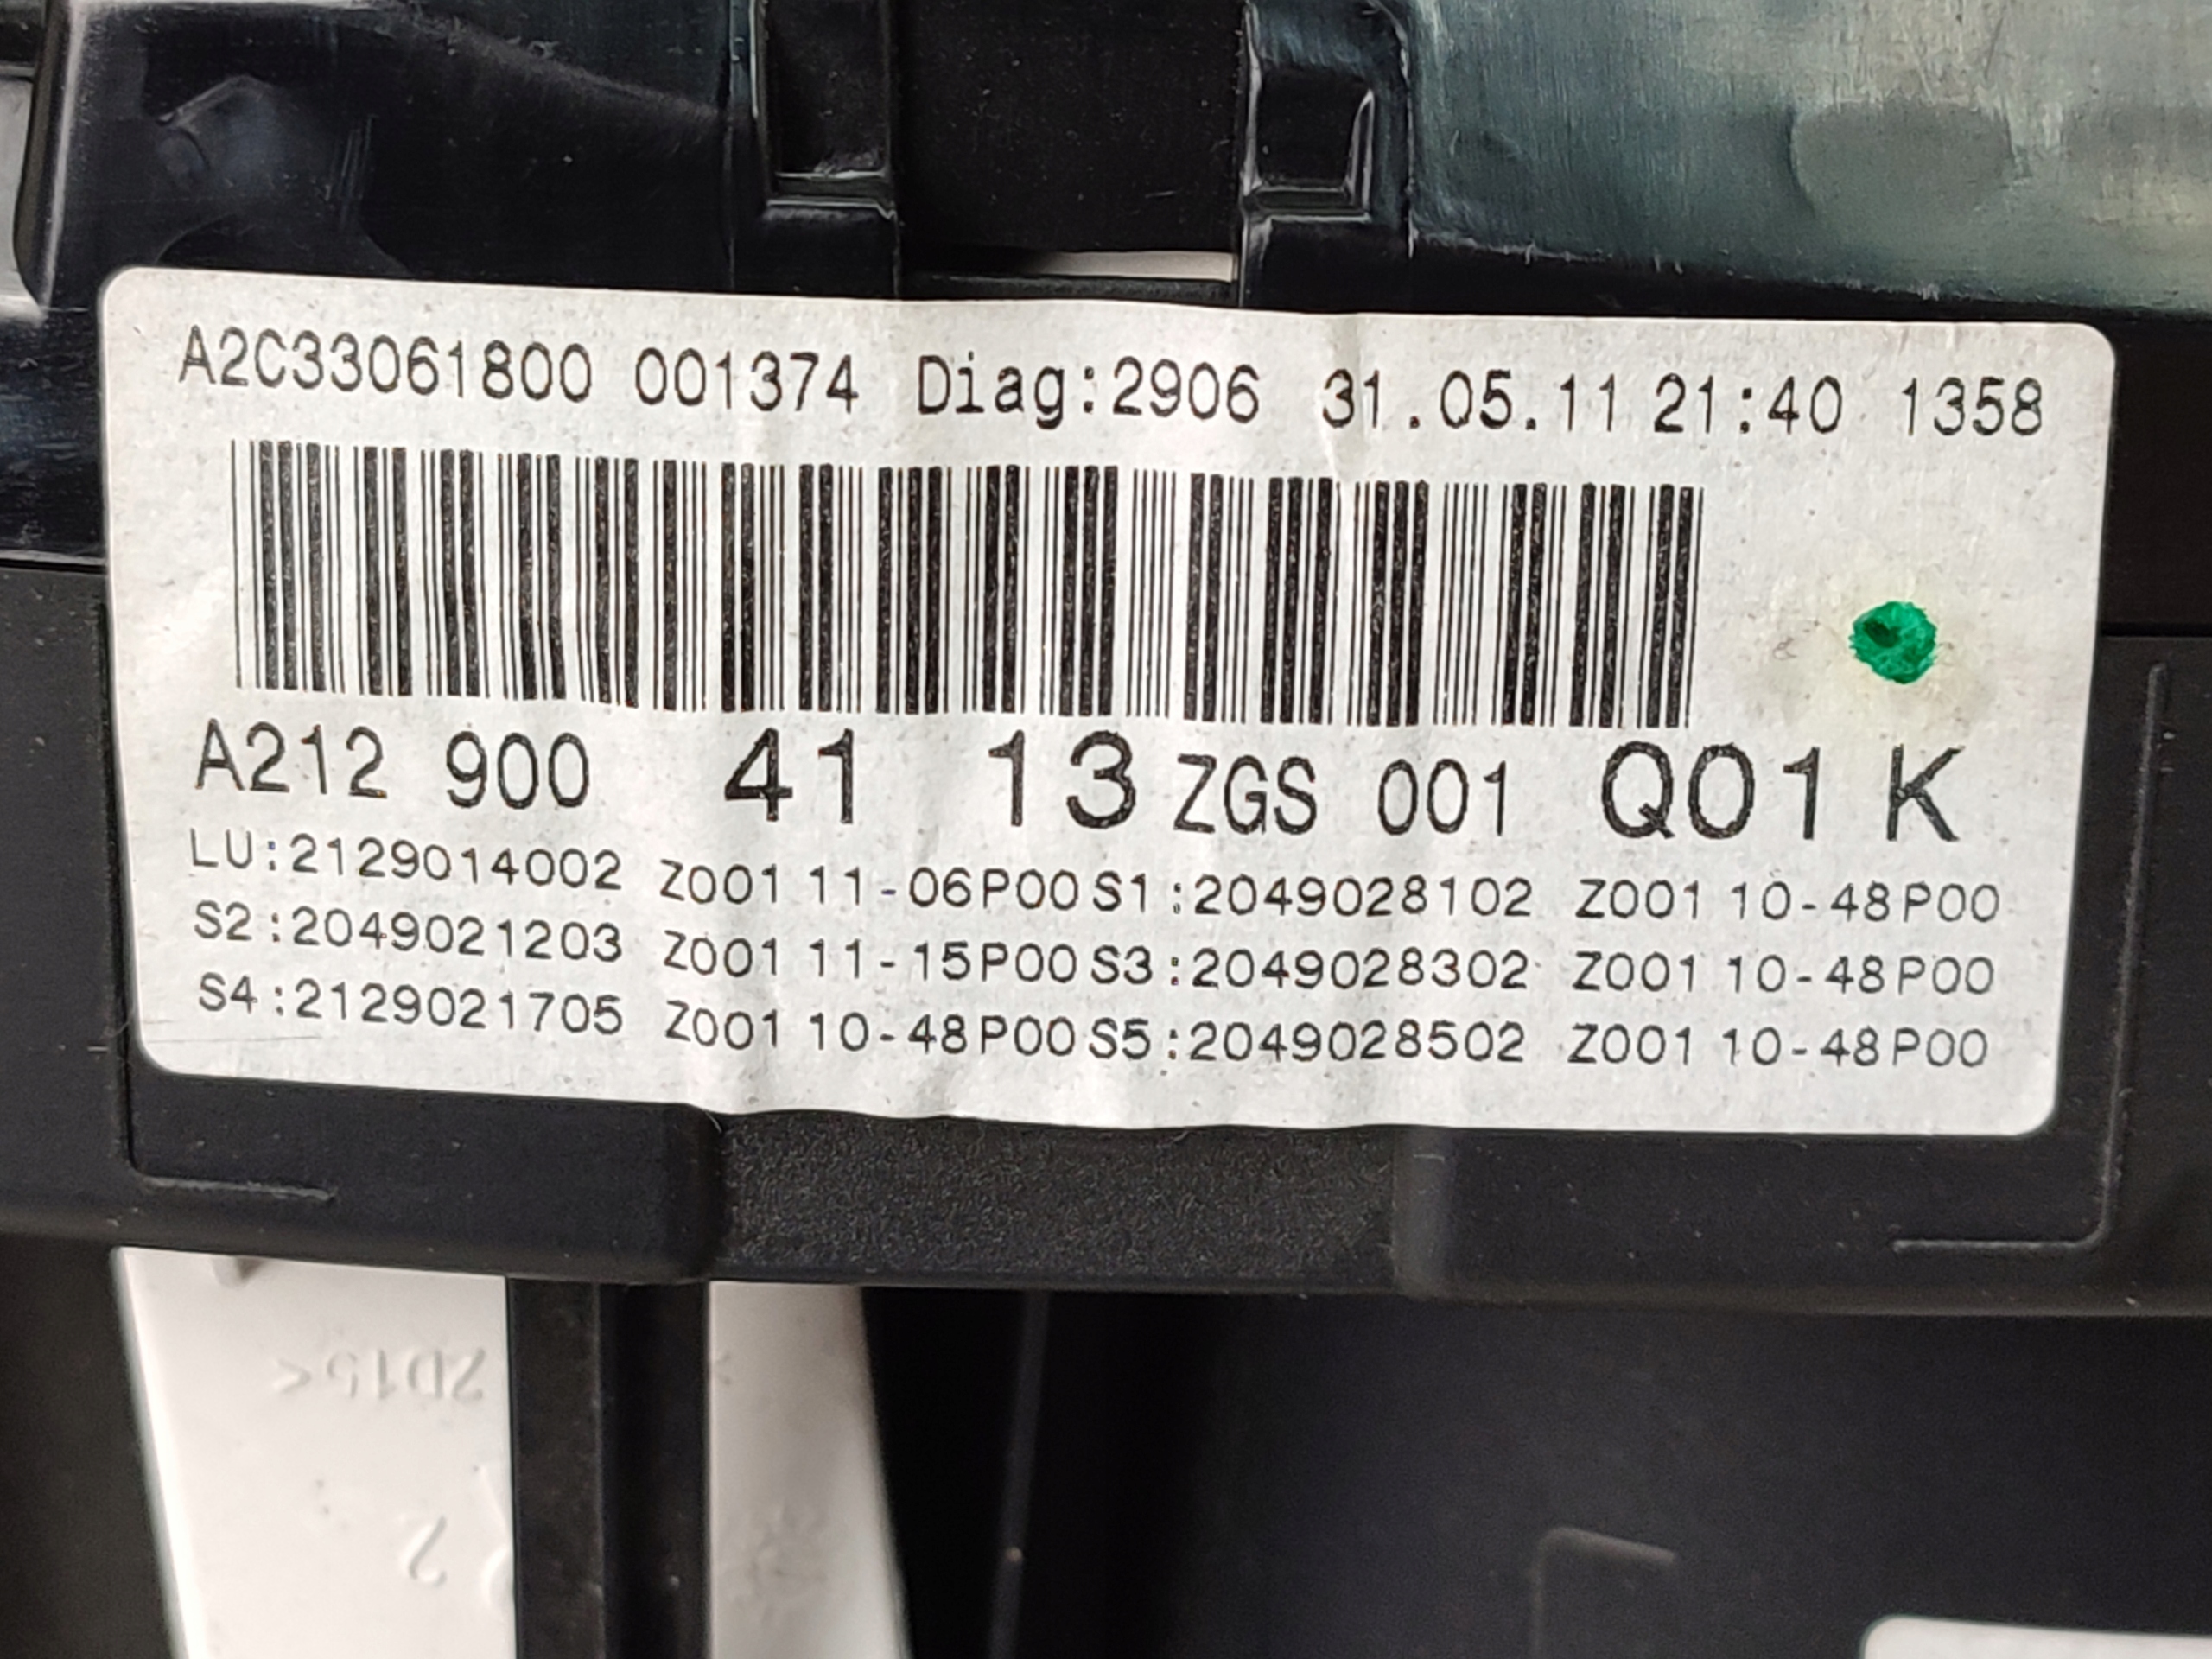 A2C33061800 001374 Diag:2906 31.05.11 21:40 1358
A212 900 41 13 ZGS 001 Q01 K
LU:2129014002 Z001 11-06P00 S1:2049028102 Z001 10-48P00
S2:2049021203 Z001 11-15P00 S3:2049028302 Z001 10-48P00
S4:2129021705 Z001 10-48P00 S5:2049028502 Z001 10-48P00
2D15<
2